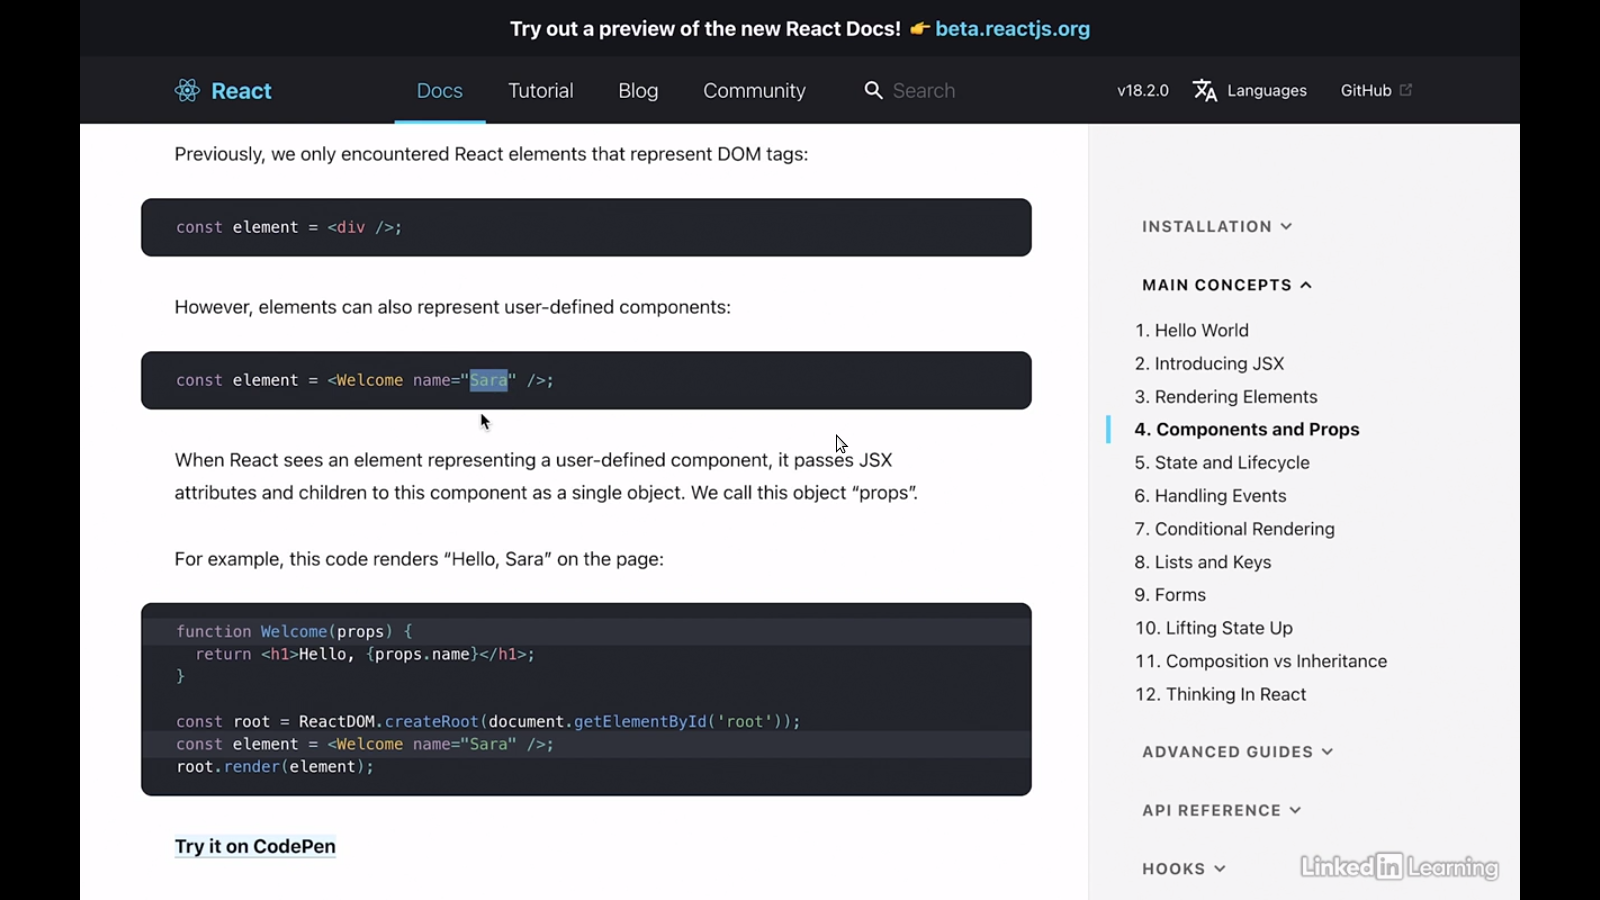 Try out a preview of the new React Docs! 👉 beta.reactjs.org
React Docs Tutorial Blog Community Search v18.2.0 Languages GitHub
Previously, we only encountered React elements that represent DOM tags:
const element = <div />;
However, elements can also represent user-defined components:
const element = <Welcome name="Sara" />;
When React sees an element representing a user-defined component, it passes JSX
attributes and children to this component as a single object. We call this object “props”.
For example, this code renders “Hello, Sara” on the page:
function Welcome(props) {
  return <h1>Hello, {props.name}</h1>;
}
const root = ReactDOM.createRoot(document.getElementById('root'));
const element = <Welcome name="Sara" />;
root.render(element);
Try it on CodePen
INSTALLATION
MAIN CONCEPTS
1. Hello World
2. Introducing JSX
3. Rendering Elements
4. Components and Props
5. State and Lifecycle
6. Handling Events
7. Conditional Rendering
8. Lists and Keys
9. Forms
10. Lifting State Up
11. Composition vs Inheritance
12. Thinking In React
ADVANCED GUIDES
API REFERENCE
HOOKS
Linked in Learning